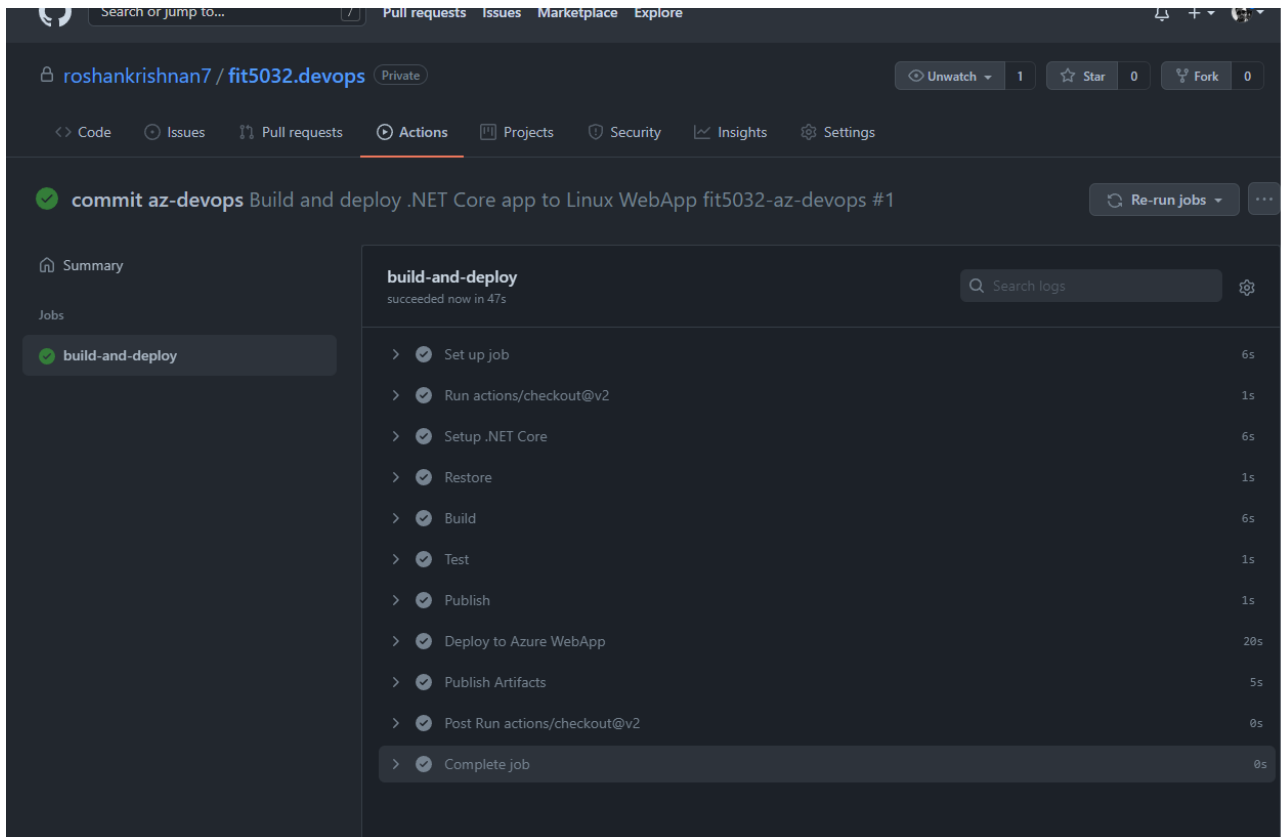 Search or jump to... / Pull requests Issues Marketplace Explore
roshankrishnan7 / fit5032.devops Private Unwatch 1 Star 0 Fork 0
Code Issues Pull requests Actions Projects Security Insights Settings
commit az-devops Build and deploy .NET Core app to Linux WebApp fit5032-az-devops #1 Re-run jobs ...
Summary
Jobs
build-and-deploy
build-and-deploy
succeeded now in 47s
Search logs
Set up job 6s
Run actions/checkout@v2 1s
Setup .NET Core 6s
Restore 1s
Build 6s
Test 1s
Publish 1s
Deploy to Azure WebApp 20s
Publish Artifacts 5s
Post Run actions/checkout@v2 0s
Complete job 0s